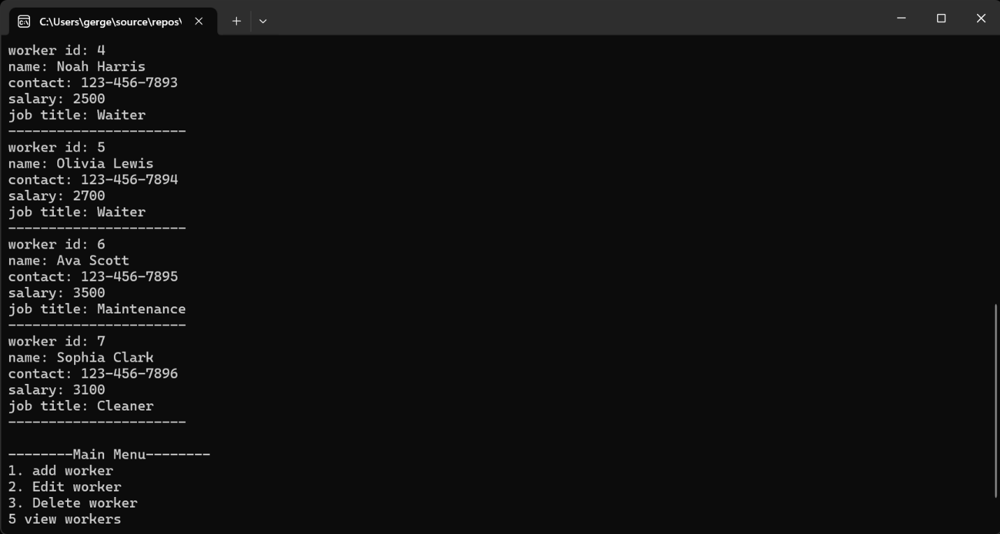 C:\Users\gerge\source\repos\
worker id: 4
name: Noah Harris
contact: 123-456-7893
salary: 2500
job title: Waiter
----------------------
worker id: 5
name: Olivia Lewis
contact: 123-456-7894
salary: 2700
job title: Waiter
----------------------
worker id: 6
name: Ava Scott
contact: 123-456-7895
salary: 3500
job title: Maintenance
----------------------
worker id: 7
name: Sophia Clark
contact: 123-456-7896
salary: 3100
job title: Cleaner
----------------------
--------Main Menu--------
1. add worker
2. Edit worker
3. Delete worker
5 view workers